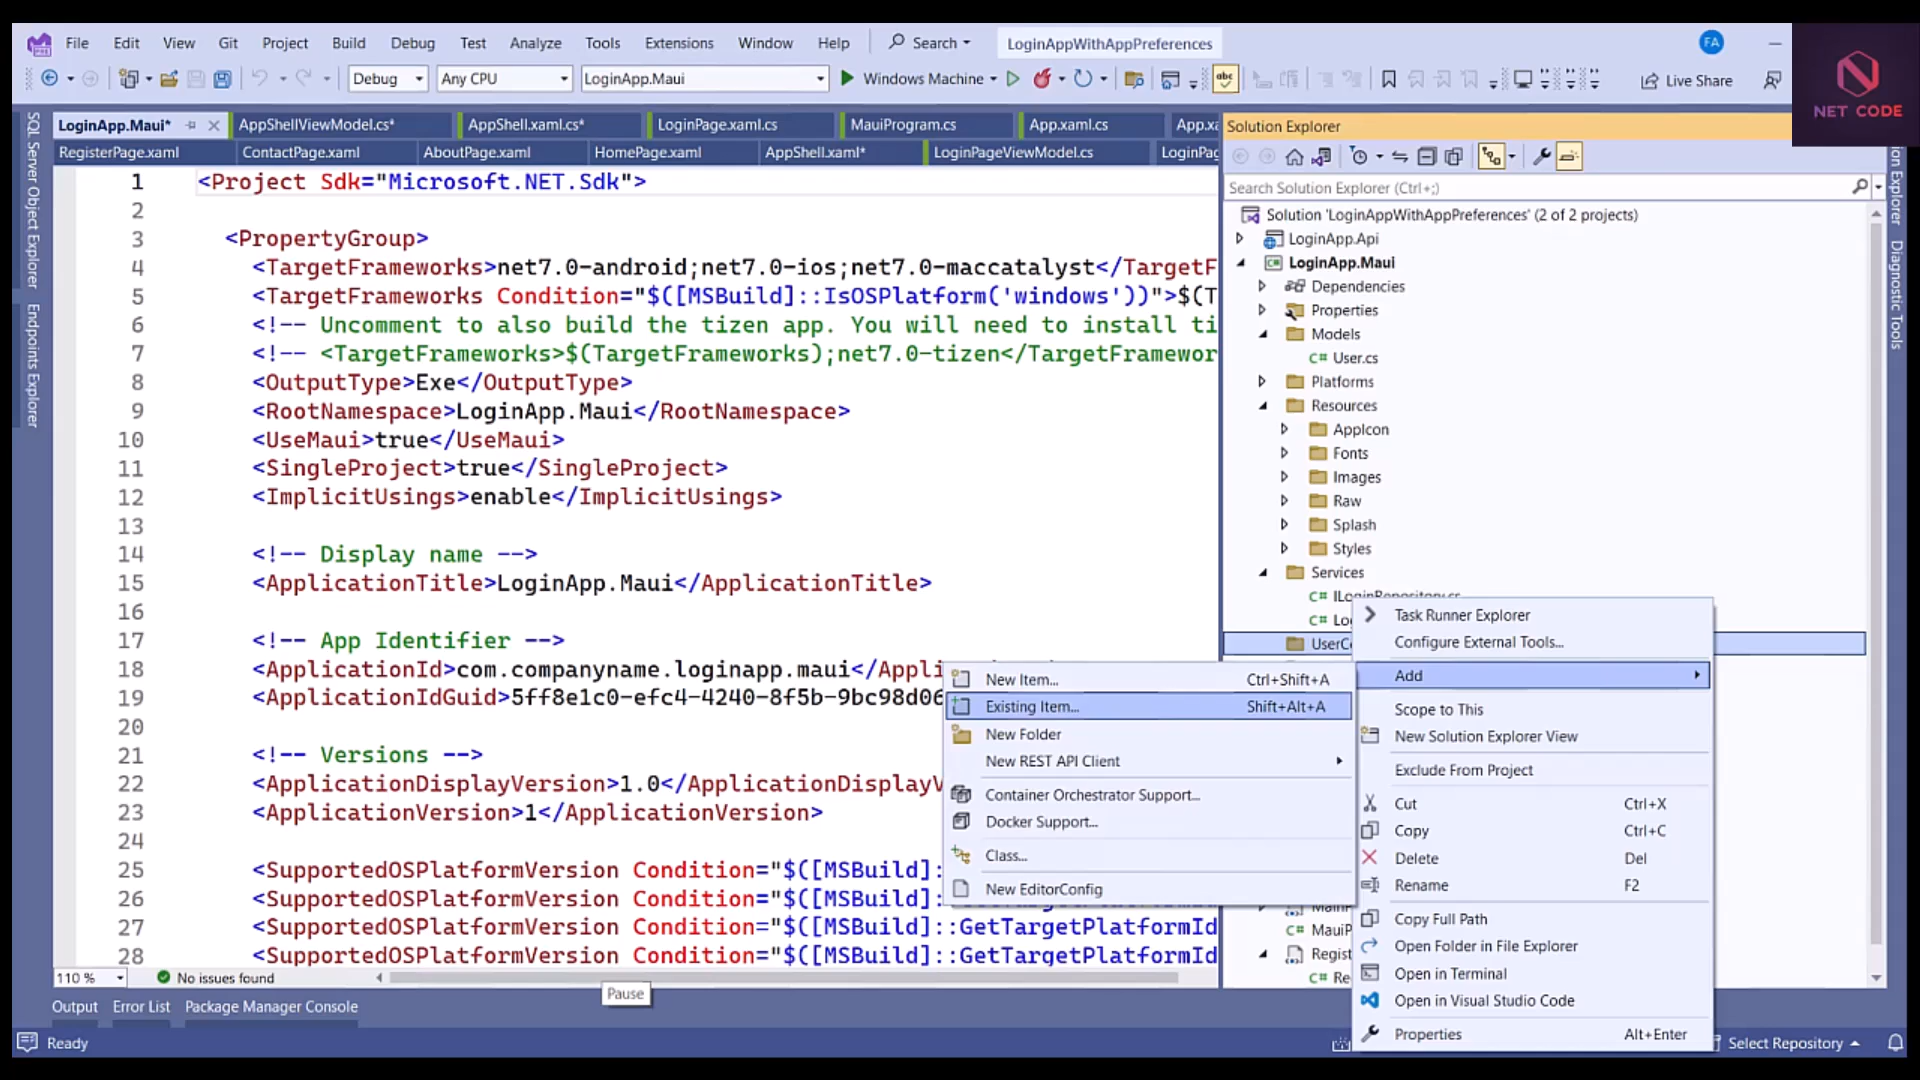 File Edit View Git Project Build Debug Test Analyze Tools Extensions Window Help Search LoginAppWithAppPreferences FA
Debug Any CPU LoginApp.Maui Windows Machine abc Live Share
NET CODE
LoginApp.Maui* AppShellViewModel.cs* AppShell.xaml.cs* LoginPage.xaml.cs MauiProgram.cs App.xaml.cs App.xa
RegisterPage.xaml ContactPage.xaml AboutPage.xaml HomePage.xaml AppShell.xaml* LoginPageViewModel.cs LoginPag
SQL Server Object Explorer
Endpoints Explorer
1 <Project Sdk="Microsoft.NET.Sdk">
2
3 <PropertyGroup>
4 <TargetFrameworks>net7.0-android;net7.0-ios;net7.0-maccatalyst</TargetF
5 <TargetFrameworks Condition="$([MSBuild]::IsOSPlatform('windows'))">$(T
6 <!-- Uncomment to also build the tizen app. You will need to install ti
7 <!-- <TargetFrameworks>$(TargetFrameworks);net7.0-tizen</TargetFramewor
8 <OutputType>Exe</OutputType>
9 <RootNamespace>LoginApp.Maui</RootNamespace>
10 <UseMaui>true</UseMaui>
11 <SingleProject>true</SingleProject>
12 <ImplicitUsings>enable</ImplicitUsings>
13
14 <!-- Display name -->
15 <ApplicationTitle>LoginApp.Maui</ApplicationTitle>
16
17 <!-- App Identifier -->
18 <ApplicationId>com.companyname.loginapp.maui</Appli
19 <ApplicationIdGuid>5ff8e1c0-efc4-4240-8f5b-9bc98d06
20
21 <!-- Versions -->
22 <ApplicationDisplayVersion>1.0</ApplicationDisplayV
23 <ApplicationVersion>1</ApplicationVersion>
24
25 <SupportedOSPlatformVersion Condition="$([MSBuild]:
26 <SupportedOSPlatformVersion Condition="$([MSBuild]:
27 <SupportedOSPlatformVersion Condition="$([MSBuild]::GetTargetPlatformId
28 <SupportedOSPlatformVersion Condition="$([MSBuild]::GetTargetPlatformId
110 % No issues found
Pause
Output Error List Package Manager Console
Ready
Solution Explorer
Search Solution Explorer (Ctrl+;)
Solution 'LoginAppWithAppPreferences' (2 of 2 projects)
LoginApp.Api
LoginApp.Maui
Dependencies
Properties
Models
C# User.cs
Platforms
Resources
AppIcon
Fonts
Images
Raw
Splash
Styles
Services
C# ILoginRepository.cs
C# Lo
UserCo
MainP
C# MauiP
Regist
C# Re
New Item... Ctrl+Shift+A
Existing Item... Shift+Alt+A
New Folder
New REST API Client
Container Orchestrator Support...
Docker Support...
Class...
New EditorConfig
Task Runner Explorer
Configure External Tools...
Add
Scope to This
New Solution Explorer View
Exclude From Project
Cut Ctrl+X
Copy Ctrl+C
Delete Del
Rename F2
Copy Full Path
Open Folder in File Explorer
Open in Terminal
Open in Visual Studio Code
Properties Alt+Enter
Select Repository
on Explorer
Diagnostic Tools